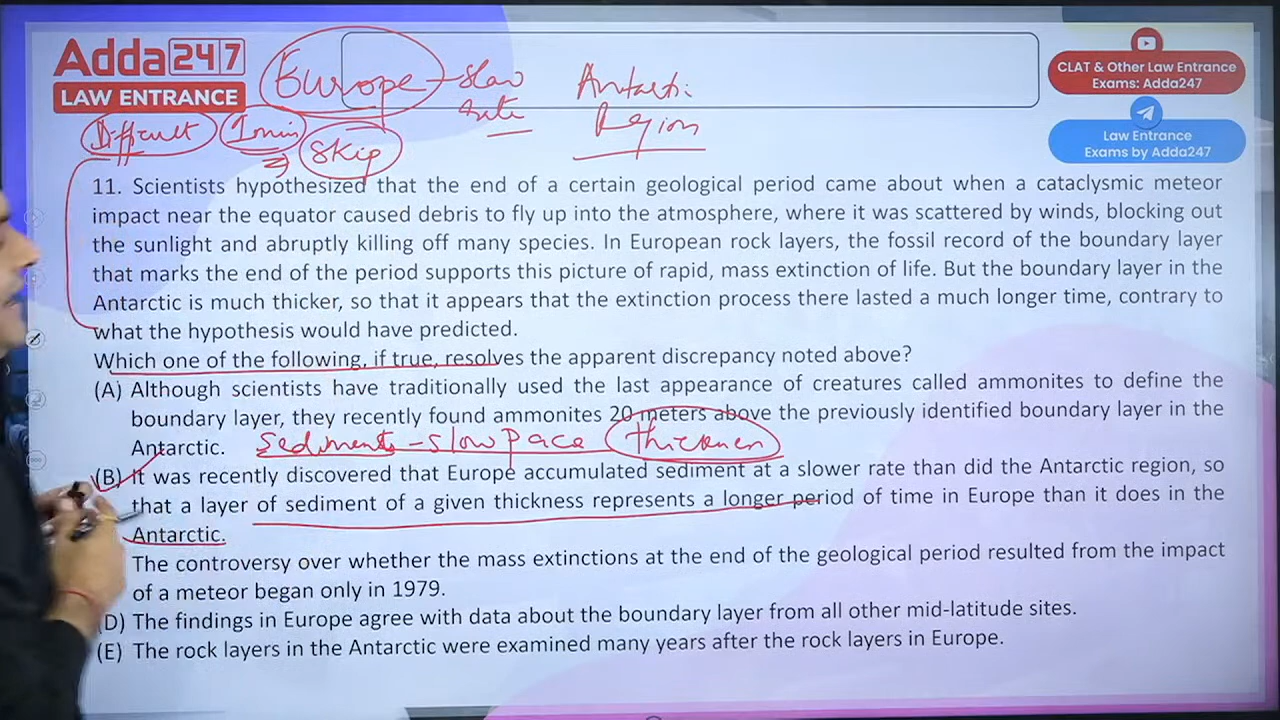 Adda247
LAW ENTRANCE
Europe - slow
rate
Antarctic
Region
CLAT & Other Law Entrance
Exams: Adda247
Law Entrance
Exams by Adda247
Difficult
1 min
Skip
11. Scientists hypothesized that the end of a certain geological period came about when a cataclysmic meteor
impact near the equator caused debris to fly up into the atmosphere, where it was scattered by winds, blocking out
the sunlight and abruptly killing off many species. In European rock layers, the fossil record of the boundary layer
that marks the end of the period supports this picture of rapid, mass extinction of life. But the boundary layer in the
Antarctic is much thicker, so that it appears that the extinction process there lasted a much longer time, contrary to
what the hypothesis would have predicted.
Which one of the following, if true, resolves the apparent discrepancy noted above?
(A) Although scientists have traditionally used the last appearance of creatures called ammonites to define the
boundary layer, they recently found ammonites 20 meters above the previously identified boundary layer in the
Antarctic.
Sediments - slow pace
(B) It was recently discovered that Europe accumulated sediment at a slower rate than did the Antarctic region, so
that a layer of sediment of a given thickness represents a longer period of time in Europe than it does in the
Antarctic.
The controversy over whether the mass extinctions at the end of the geological period resulted from the impact
of a meteor began only in 1979.
D) The findings in Europe agree with data about the boundary layer from all other mid-latitude sites.
(E) The rock layers in the Antarctic were examined many years after the rock layers in Europe.